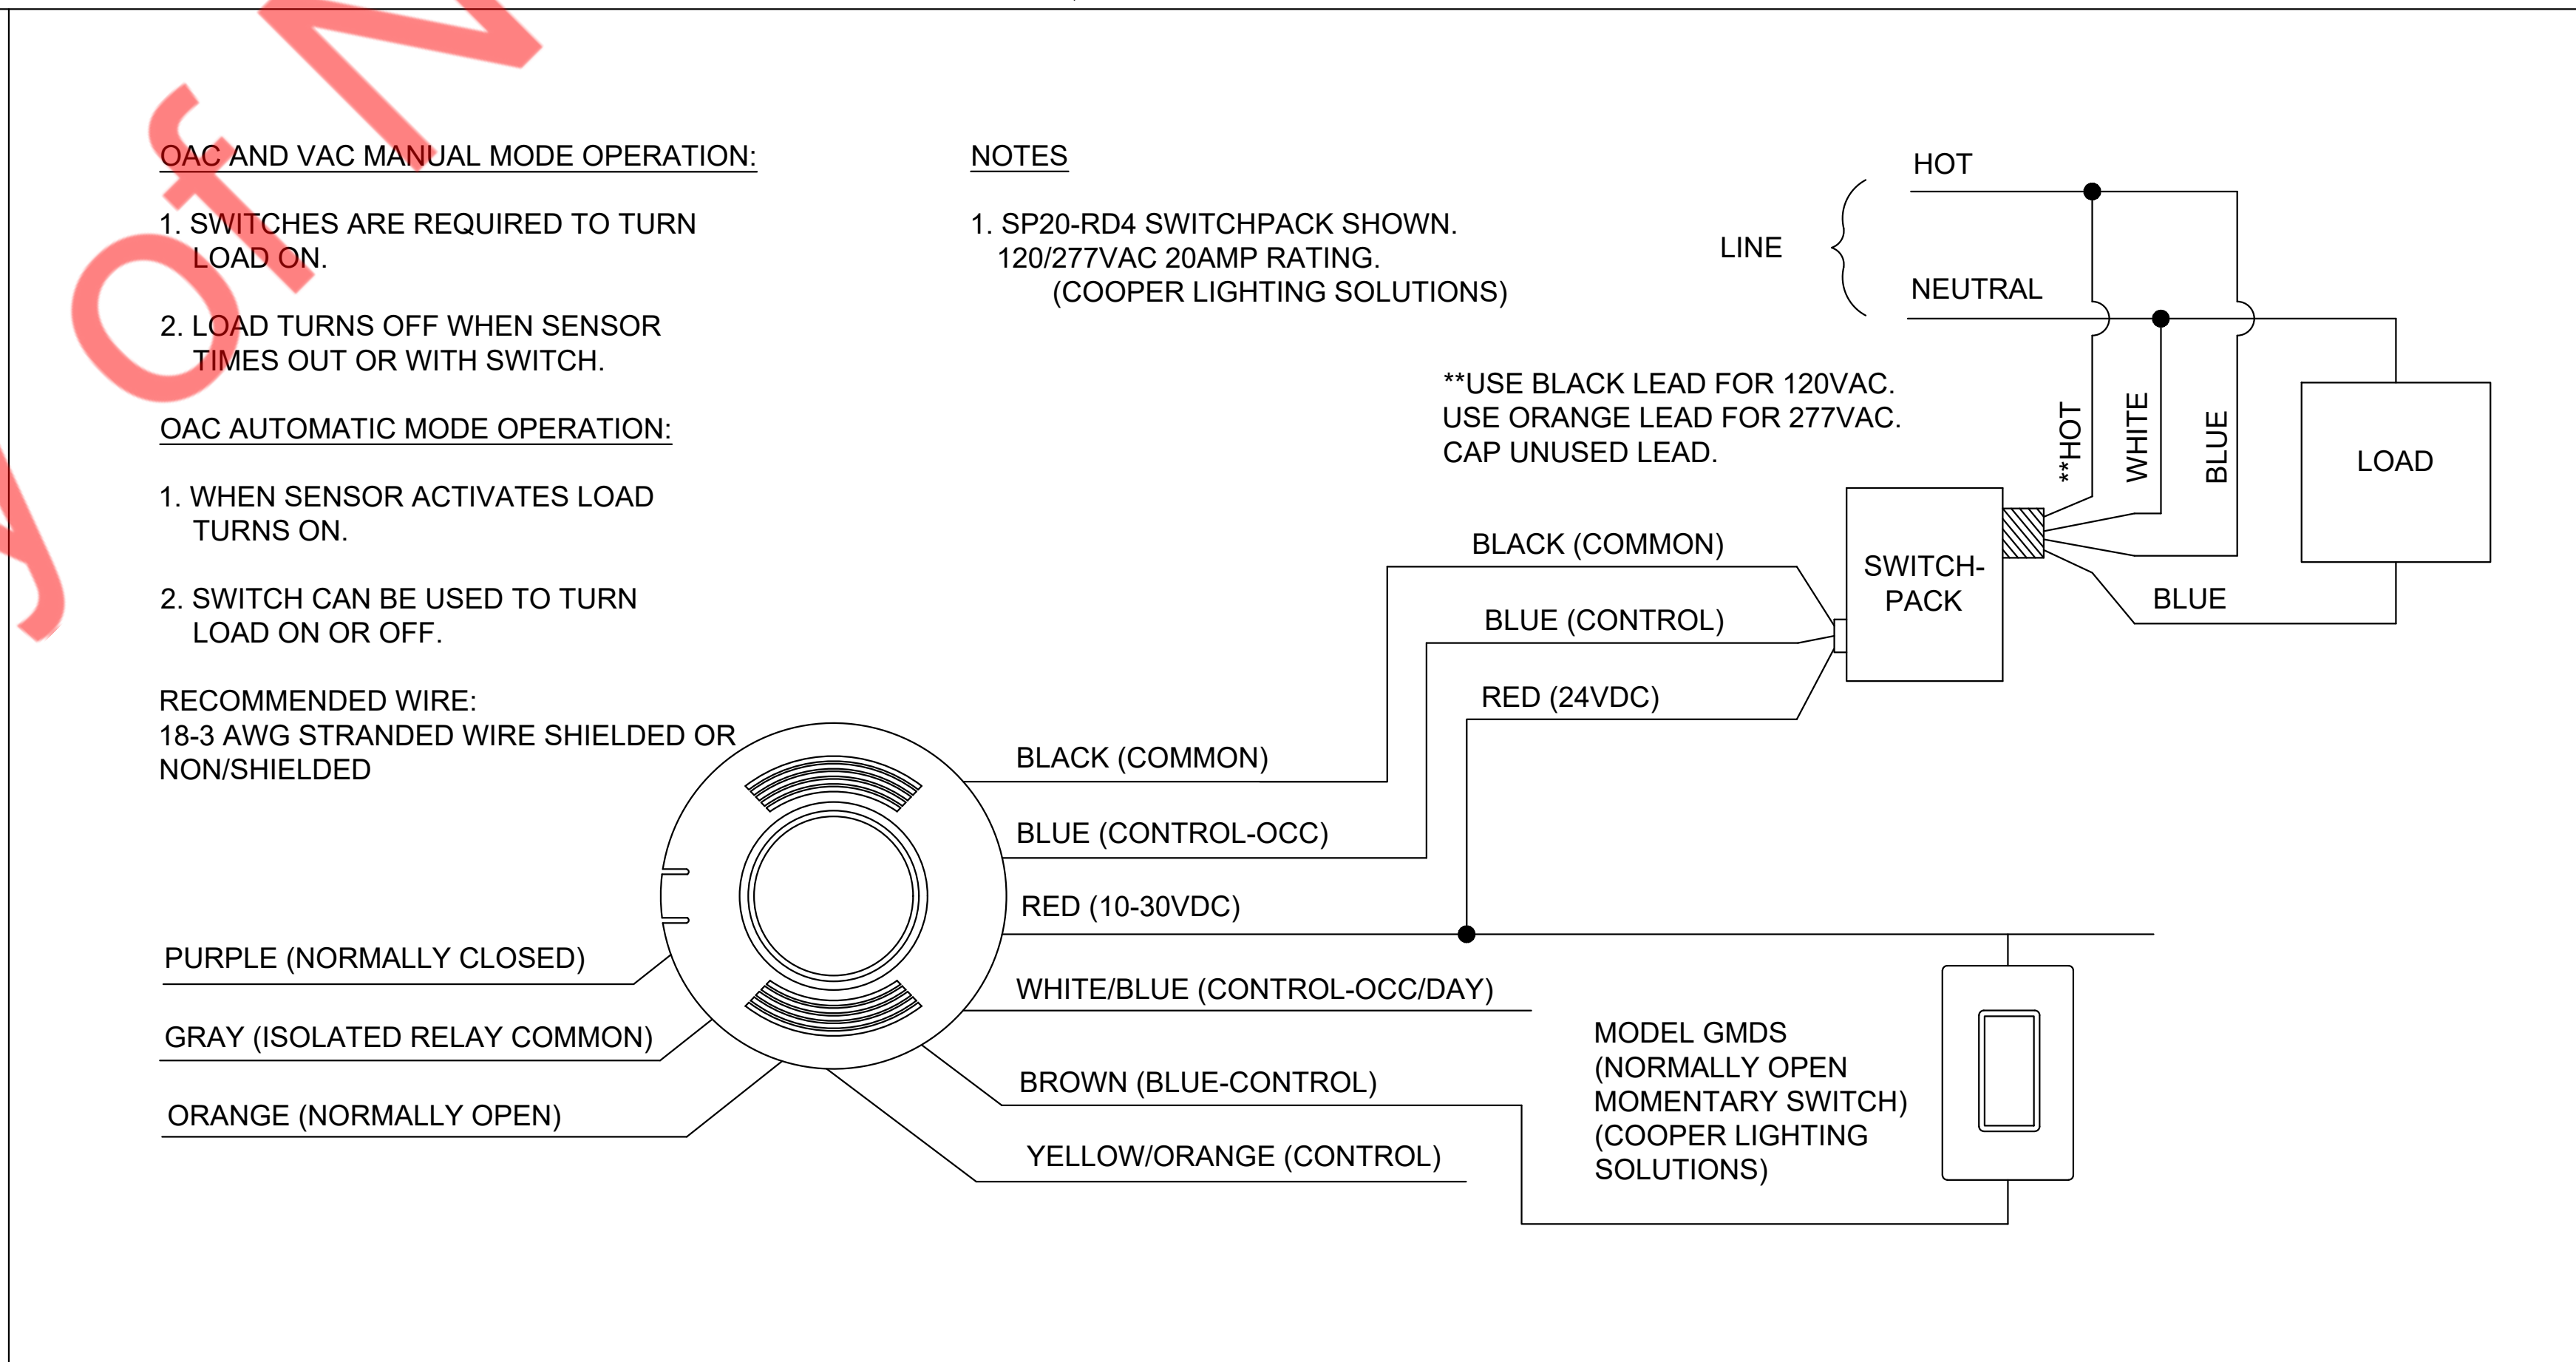 OAC AND VAC MANUAL MODE OPERATION:
1. SWITCHES ARE REQUIRED TO TURN
LOAD ON.
2. LOAD TURNS OFF WHEN SENSOR
TIMES OUT OR WITH SWITCH.
OAC AUTOMATIC MODE OPERATION:
1. WHEN SENSOR ACTIVATES LOAD
TURNS ON.
2. SWITCH CAN BE USED TO TURN
LOAD ON OR OFF.
RECOMMENDED WIRE:
18-3 AWG STRANDED WIRE SHIELDED OR
NON/SHIELDED
NOTES
1. SP20-RD4 SWITCHPACK SHOWN.
120/277VAC 20AMP RATING.
(COOPER LIGHTING SOLUTIONS)
LINE
HOT
NEUTRAL
**USE BLACK LEAD FOR 120VAC.
USE ORANGE LEAD FOR 277VAC.
CAP UNUSED LEAD.
**HOT
WHITE
BLUE
LOAD
BLUE
SWITCH-
PACK
BLACK (COMMON)
BLUE (CONTROL)
RED (24VDC)
BLACK (COMMON)
BLUE (CONTROL-OCC)
RED (10-30VDC)
WHITE/BLUE (CONTROL-OCC/DAY)
BROWN (BLUE-CONTROL)
YELLOW/ORANGE (CONTROL)
PURPLE (NORMALLY CLOSED)
GRAY (ISOLATED RELAY COMMON)
ORANGE (NORMALLY OPEN)
MODEL GMDS
(NORMALLY OPEN
MOMENTARY SWITCH)
(COOPER LIGHTING
SOLUTIONS)
y of N